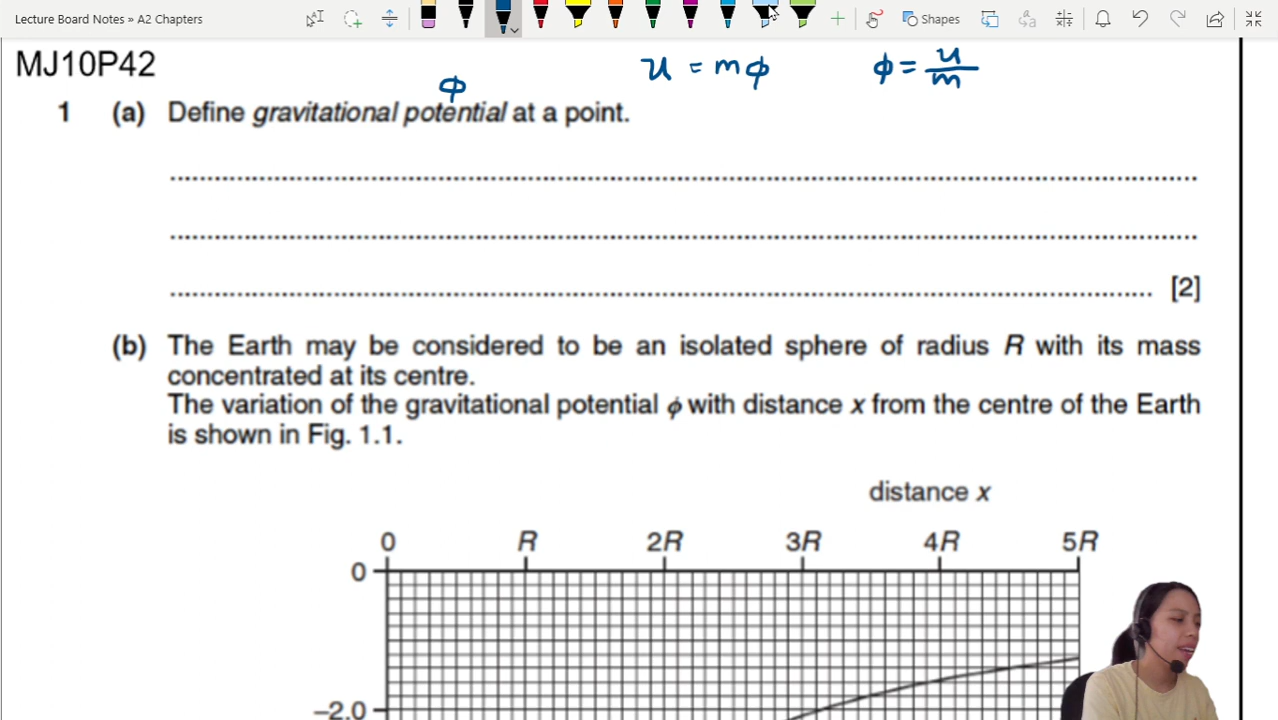 Lecture Board Notes » A2 Chapters
Shapes
MJ10P42
u = mϕ
ϕ = u/m
ϕ
1 (a) Define gravitational potential at a point.
[2]
(b) The Earth may be considered to be an isolated sphere of radius R with its mass
concentrated at its centre.
The variation of the gravitational potential ϕ with distance x from the centre of the Earth
is shown in Fig. 1.1.
distance x
0 R 2R 3R 4R 5R
0
−2.0